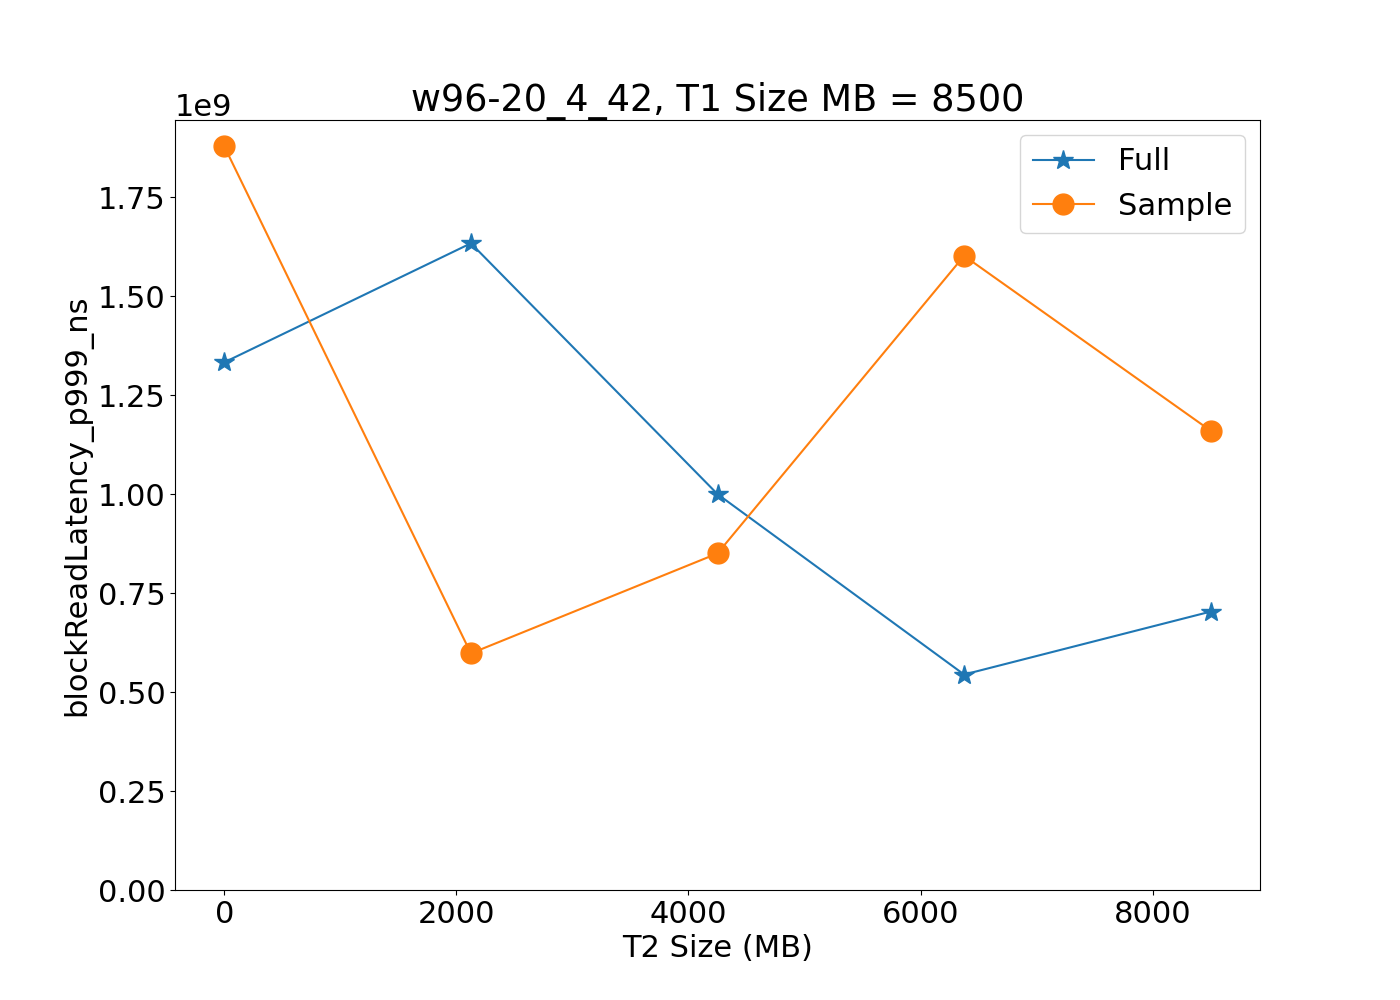 w96-20_4_42, T1 Size MB = 8500
1e9
Full
Sample
1.75
1.50
1.25
1.00
0.75
0.50
0.25
0.00
blockReadLatency_p999_ns
0 2000 4000 6000 8000
T2 Size (MB)